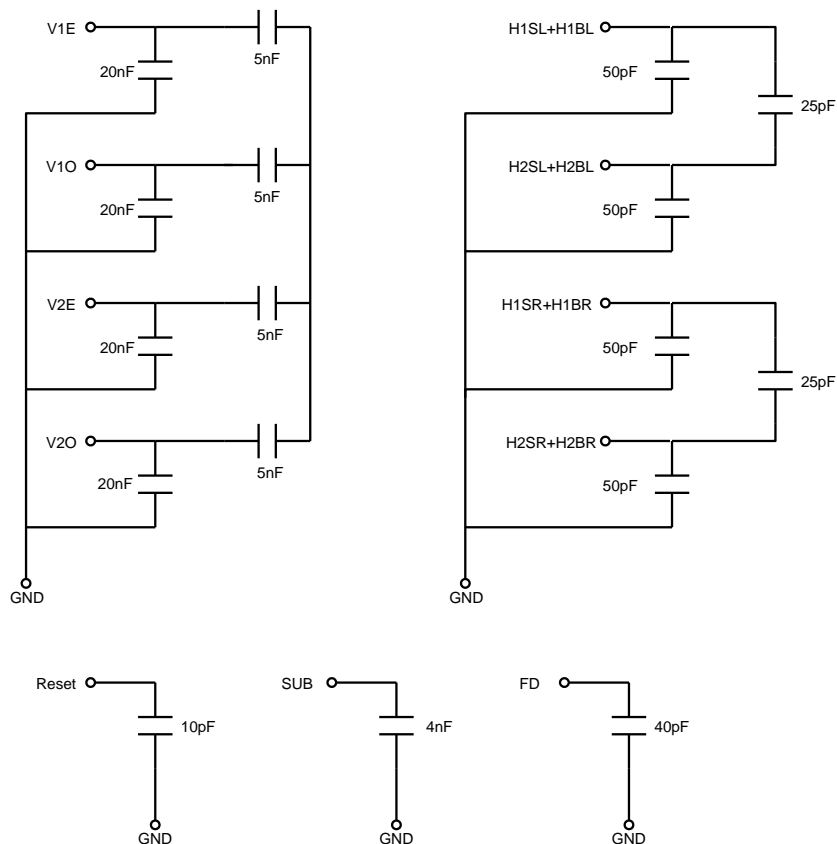 V1E
20nF
5nF
V1O
20nF
5nF
V2E
20nF
5nF
V2O
20nF
5nF
GND
H1SL+H1BL
50pF
25pF
H2SL+H2BL
50pF
H1SR+H1BR
50pF
25pF
H2SR+H2BR
50pF
GND
Reset
10pF
GND
SUB
4nF
GND
FD
40pF
GND